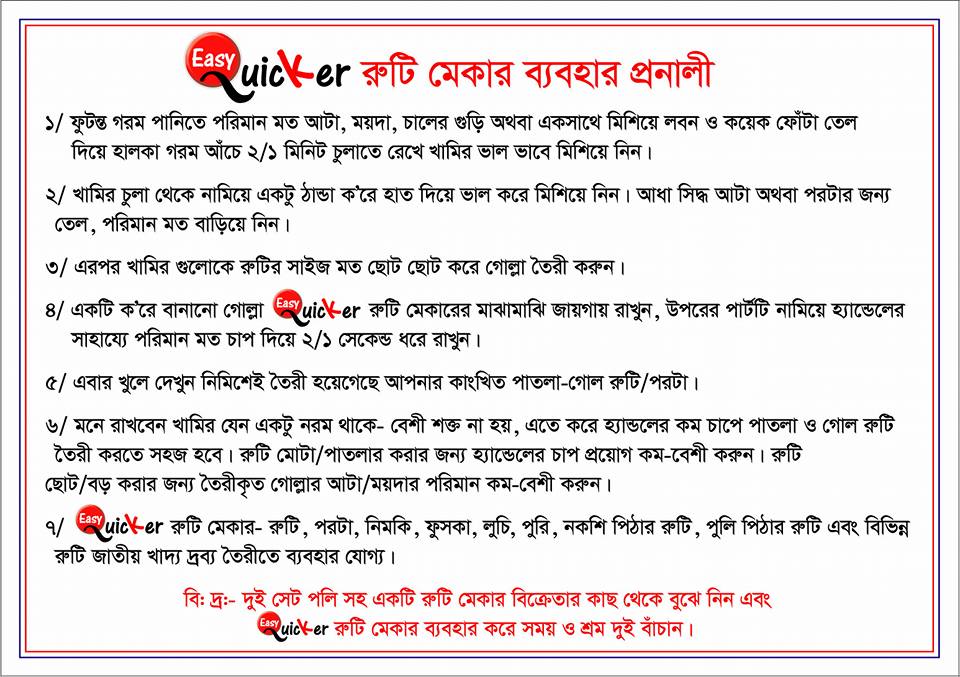 Easy Quicker রুটি মেকার ব্যবহার প্রনালী
১/ ফুটন্ত গরম পানিতে পরিমান মত আটা, ময়দা, চালের গুড়ি অথবা একসাথে মিশিয়ে লবন ও কয়েক ফোঁটা তেল
দিয়ে হালকা গরম আঁচে ২/১ মিনিট চুলাতে রেখে খামির ভাল ভাবে মিশিয়ে নিন।
২/ খামির চুলা থেকে নামিয়ে একটু ঠান্ডা ক'রে হাত দিয়ে ভাল করে মিশিয়ে নিন। আধা সিদ্ধ আটা অথবা পরটার জন্য
তেল, পরিমান মত বাড়িয়ে নিন।
৩/ এরপর খামির গুলোকে রুটির সাইজ মত ছোট ছোট করে গোল্লা তৈরী করুন।
৪/ একটি ক'রে বানানো গোল্লা Easy Quicker রুটি মেকারের মাঝামাঝি জায়গায় রাখুন, উপরের পার্টটি নামিয়ে হ্যান্ডেলের
সাহায্যে পরিমান মত চাপ দিয়ে ২/১ সেকেন্ড ধরে রাখুন।
৫/ এবার খুলে দেখুন নিমিশেই তৈরী হয়েগেছে আপনার কাংখিত পাতলা-গোল রুটি/পরটা।
৬/ মনে রাখবেন খামির যেন একটু নরম থাকে- বেশী শক্ত না হয়, এতে করে হ্যান্ডলের কম চাপে পাতলা ও গোল রুটি
তৈরী করতে সহজ হবে। রুটি মোটা/পাতলার করার জন্য হ্যান্ডেলের চাপ প্রয়োগ কম-বেশী করুন। রুটি
ছোট/বড় করার জন্য তৈরীকৃত গোল্লার আটা/ময়দার পরিমান কম-বেশী করুন।
৭/ Easy Quicker রুটি মেকার- রুটি, পরটা, নিমকি, ফুসকা, লুচি, পুরি, নকশি পিঠার রুটি, পুলি পিঠার রুটি এবং বিভিন্ন
রুটি জাতীয় খাদ্য দ্রব্য তৈরীতে ব্যবহার যোগ্য।
বি: দ্র:- দুই সেট পলি সহ একটি রুটি মেকার বিক্রেতার কাছ থেকে বুঝে নিন এবং
Easy Quicker রুটি মেকার ব্যবহার করে সময় ও শ্রম দুই বাঁচান।